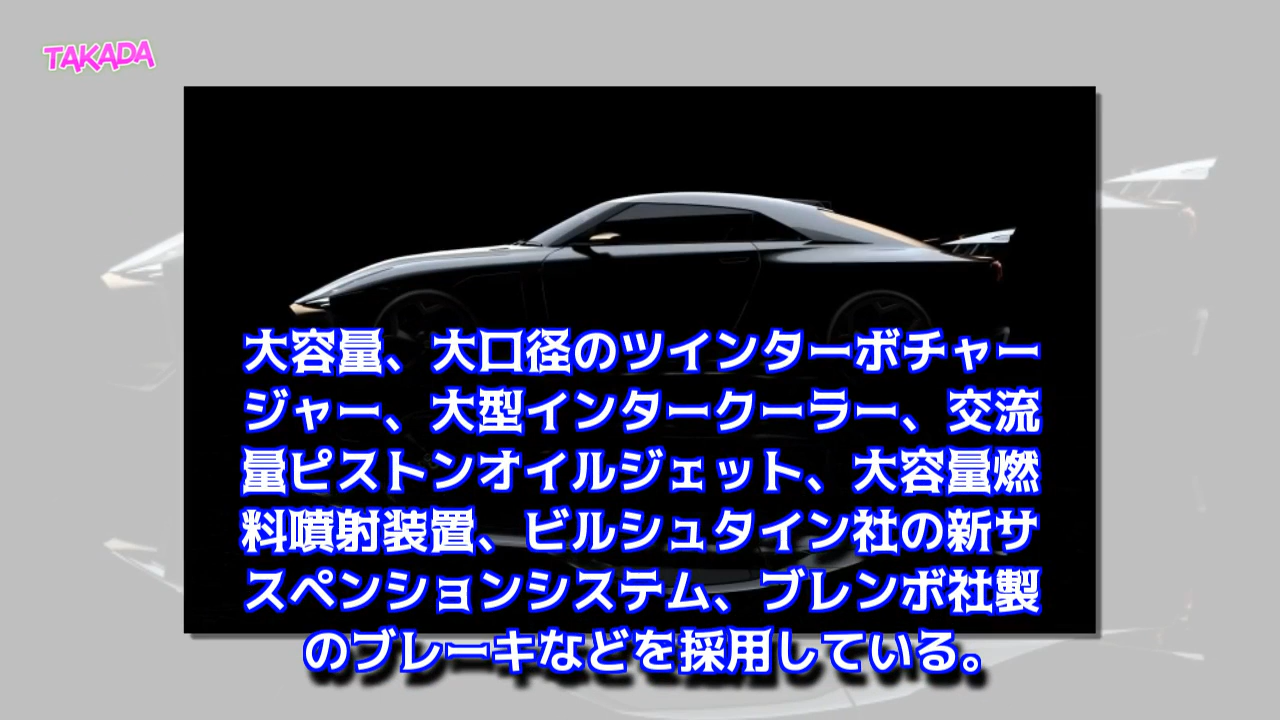 TAKADA
大容量、大口径のツインターボチャー
ジャー、大型インタークーラー、交流
量ピストンオイルジェット、大容量燃
料噴射装置、ビルシュタイン社の新サ
スペンションシステム、ブレンボ社製
のブレーキなどを採用している。